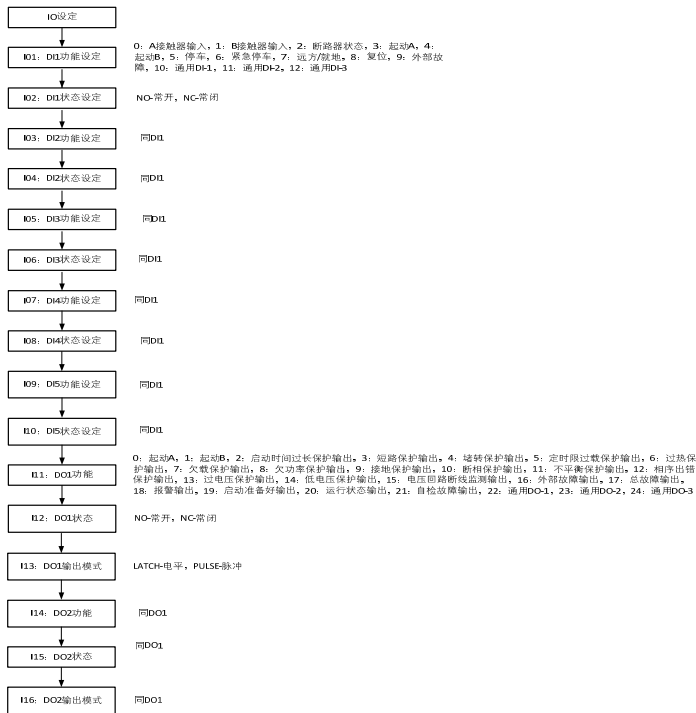 IO设定
I01：DI1功能设定
0：A接触器输入，1：B接触器输入，2：断路器状态，3：起动A，4：
起动B，5：停车，6：紧急停车，7：远方/就地，8：复位，9：外部故
障，10：通用DI-1，11：通用DI-2，12：通用DI-3
I02：DI1状态设定
NO-常开，NC-常闭
I03：DI2功能设定
同DI1
I04：DI2状态设定
同DI1
I05：DI3功能设定
同DI1
I06：DI3状态设定
同DI1
I07：DI4功能设定
同DI1
I08：DI4状态设定
同DI1
I09：DI5功能设定
同DI1
I10：DI5状态设定
同DI1
I11：DO1功能
0：起动A，1：起动B，2：启动时间过长保护输出，3：短路保护输出，4：堵转保护输出，5：定时限过载保护输出，6：过热保
护输出，7：欠载保护输出，8：欠功率保护输出，9：接地保护输出，10：断相保护输出，11：不平衡保护输出，12：相序出错
保护输出，13：过电压保护输出，14：低电压保护输出，15：电压回路断线监测输出，16：外部故障输出，17：总故障输出，
18：报警输出，19：启动准备好输出，20：运行状态输出，21：自检故障输出，22：通用DO-1，23：通用DO-2，24：通用DO-3
I12：DO1状态
NO-常开，NC-常闭
I13：DO1输出模式
LATCH-电平，PULSE-脉冲
I14：DO2功能
同DO1
I15：DO2状态
同DO1
I16：DO2输出模式
同DO1